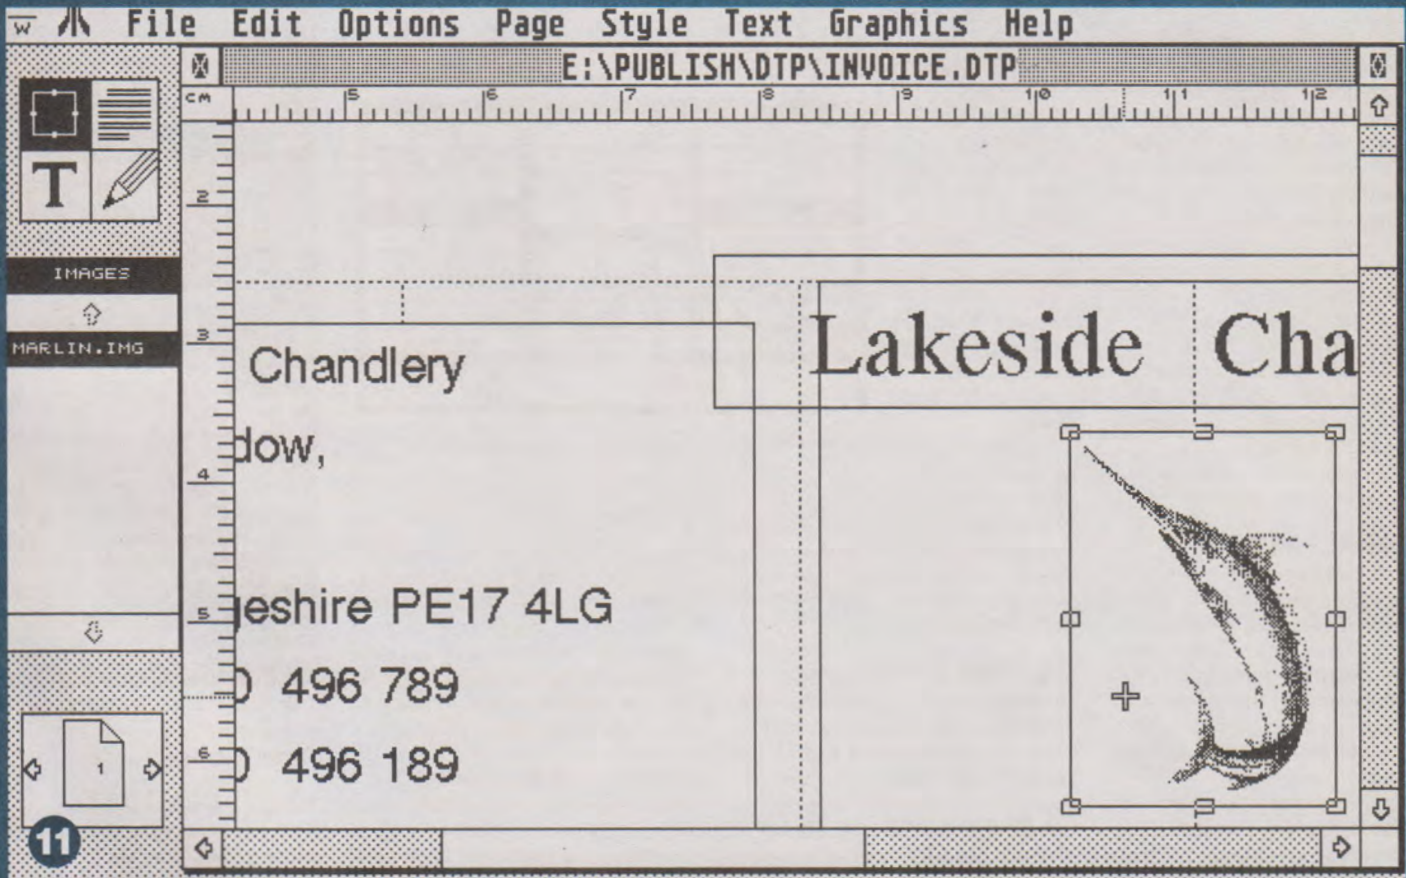 w File Edit Options Page Style Text Graphics Help
E:\PUBLISH\DTP\INVOICE.DTP
CM 5 6 7 8 9 10 11 12
T
2
IMAGES
3
MARLIN.IMG
Lakeside Cha
Chandlery
dow,
4
5
geshire PE17 4LG
496 789
6
496 189
1
11